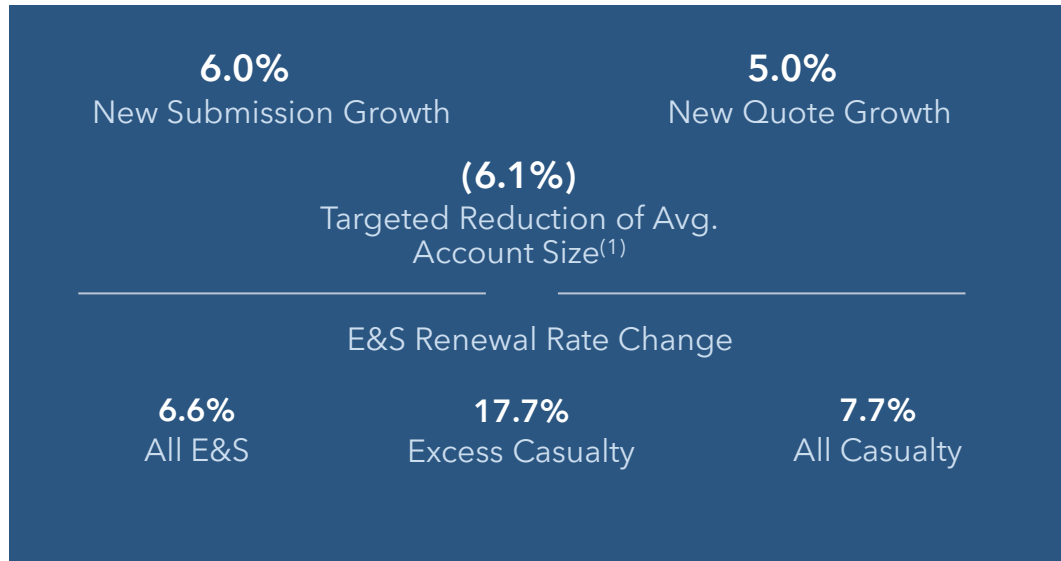 6.0%
New Submission Growth
5.0%
New Quote Growth
(6.1%)
Targeted Reduction of Avg.
Account Size(1)
E&S Renewal Rate Change
6.6%
All E&S
17.7%
Excess Casualty
7.7%
All Casualty